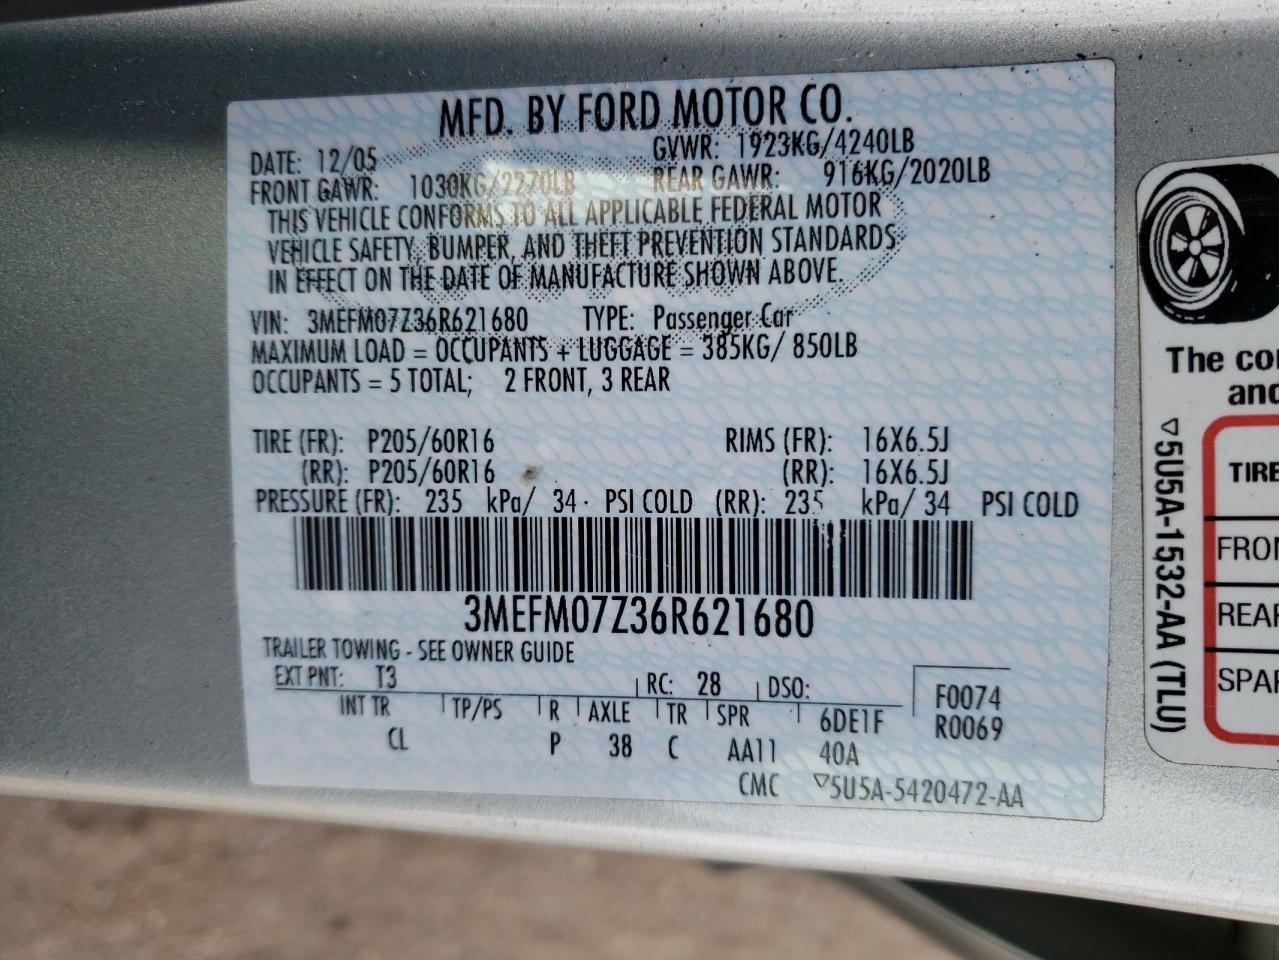 MFD. BY FORD MOTOR CO.
DATE: 12/05 GVWR: 1923KG/4240LB
FRONT GAWR: 1030KG/2270LB REAR GAWR: 916KG/2020LB
THIS VEHICLE CONFORMS TO ALL APPLICABLE FEDERAL MOTOR
VEHICLE SAFETY, BUMPER, AND THEFT PREVENTION STANDARDS
IN EFFECT ON THE DATE OF MANUFACTURE SHOWN ABOVE.
VIN: 3MEFM07Z36R621680 TYPE: Passenger Car
MAXIMUM LOAD = OCCUPANTS + LUGGAGE = 385KG/ 850LB
OCCUPANTS = 5 TOTAL; 2 FRONT, 3 REAR
TIRE (FR): P205/60R16 RIMS (FR): 16X6.5J
(RR): P205/60R16 (RR): 16X6.5J
PRESSURE (FR): 235 kPa/ 34 PSI COLD (RR): 235 kPa/ 34 PSI COLD
3MEFM07Z36R621680
TRAILER TOWING - SEE OWNER GUIDE
EXT PNT: T3 RC: 28 DSO:
INT TR TP/PS R AXLE TR SPR 6DE1F
CL P 38 C AA11 40A
F0074
R0069
CMC ▽5U5A-5420472-AA
The
and
▽5U5A-1532-AA (TLU)
TIRE